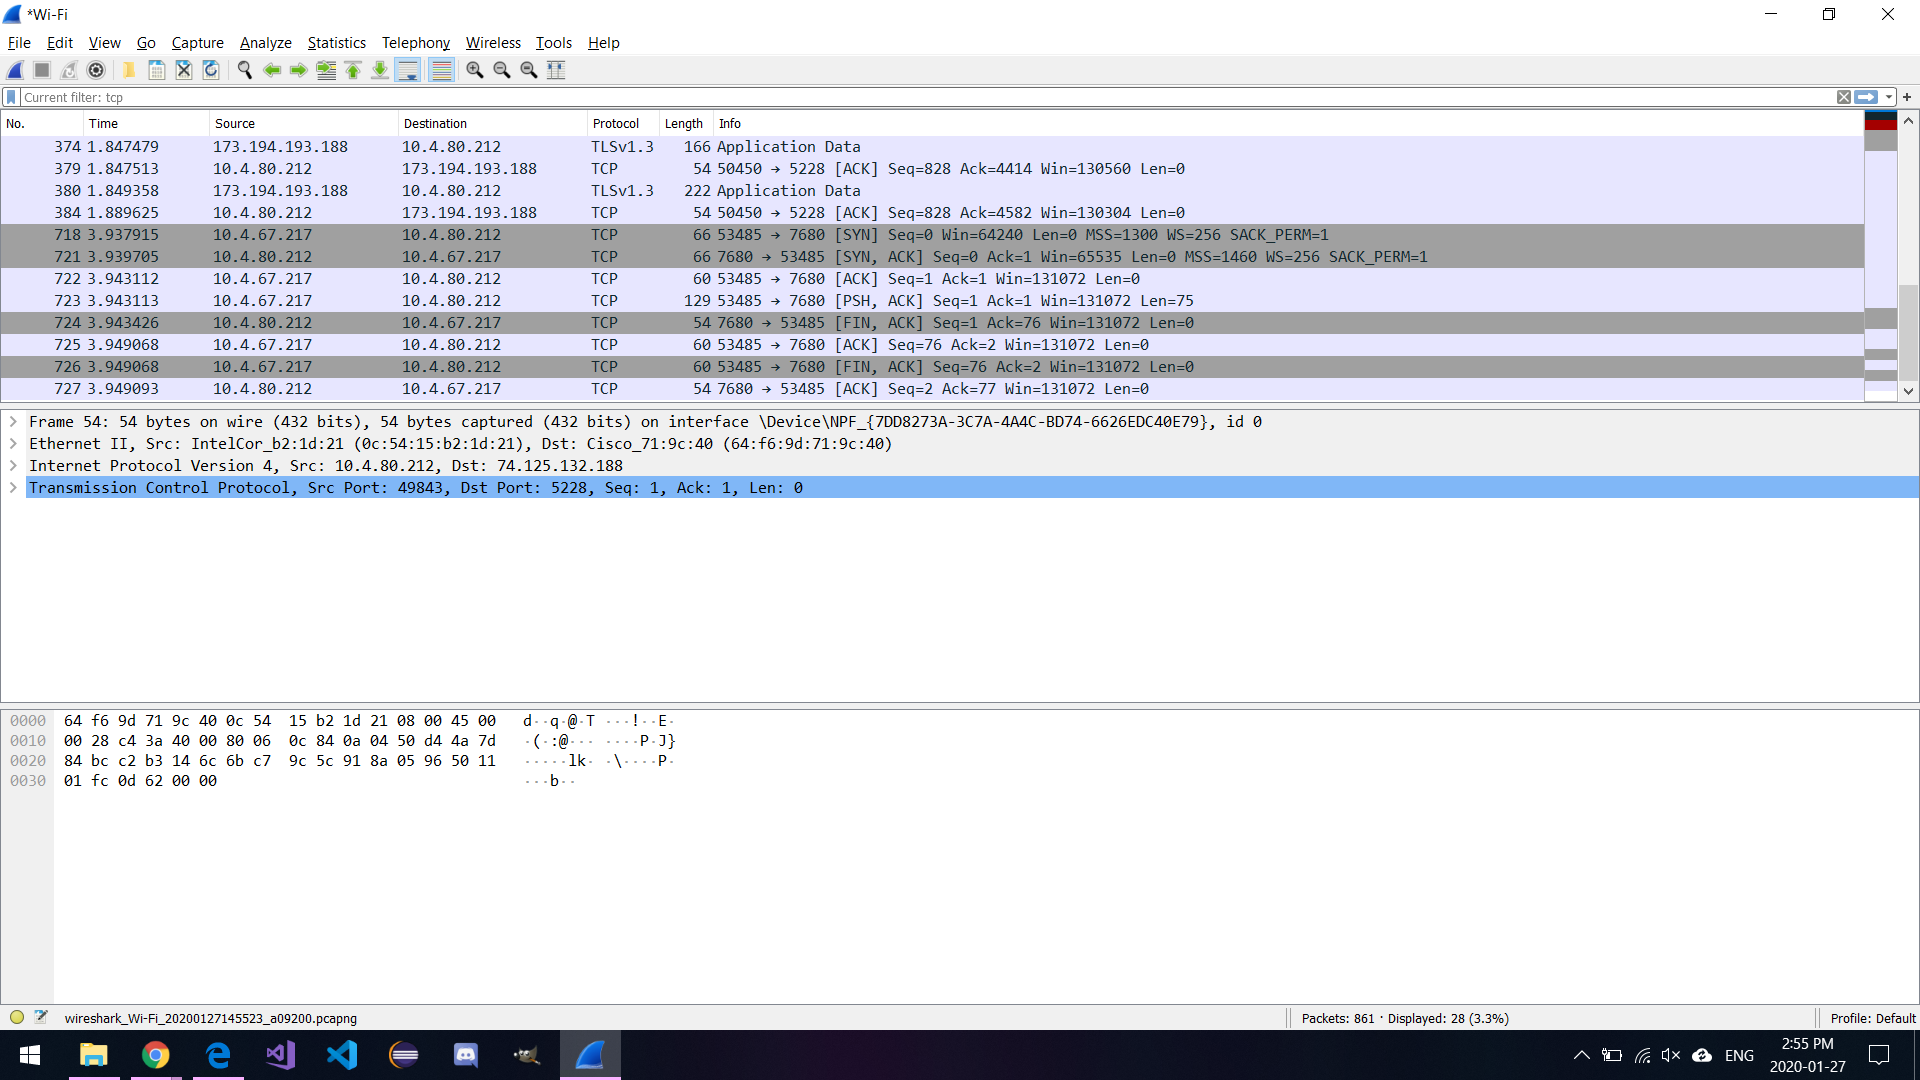 *Wi-Fi
File Edit View Go Capture Analyze Statistics Telephony Wireless Tools Help
Current filter: tcp
No. Time Source Destination Protocol Length Info
374 1.847479 173.194.193.188 10.4.80.212 TLSv1.3 166 Application Data
379 1.847513 10.4.80.212 173.194.193.188 TCP 54 50450 → 5228 [ACK] Seq=828 Ack=4414 Win=130560 Len=0
380 1.849358 173.194.193.188 10.4.80.212 TLSv1.3 222 Application Data
384 1.889625 10.4.80.212 173.194.193.188 TCP 54 50450 → 5228 [ACK] Seq=828 Ack=4582 Win=130304 Len=0
718 3.937915 10.4.67.217 10.4.80.212 TCP 66 53485 → 7680 [SYN] Seq=0 Win=64240 Len=0 MSS=1300 WS=256 SACK_PERM=1
721 3.939705 10.4.80.212 10.4.67.217 TCP 66 7680 → 53485 [SYN, ACK] Seq=0 Ack=1 Win=65535 Len=0 MSS=1460 WS=256 SACK_PERM=1
722 3.943112 10.4.67.217 10.4.80.212 TCP 60 53485 → 7680 [ACK] Seq=1 Ack=1 Win=131072 Len=0
723 3.943113 10.4.67.217 10.4.80.212 TCP 129 53485 → 7680 [PSH, ACK] Seq=1 Ack=1 Win=131072 Len=75
724 3.943426 10.4.80.212 10.4.67.217 TCP 54 7680 → 53485 [FIN, ACK] Seq=1 Ack=76 Win=131072 Len=0
725 3.949068 10.4.67.217 10.4.80.212 TCP 60 53485 → 7680 [ACK] Seq=76 Ack=2 Win=131072 Len=0
726 3.949068 10.4.67.217 10.4.80.212 TCP 60 53485 → 7680 [FIN, ACK] Seq=76 Ack=2 Win=131072 Len=0
727 3.949093 10.4.80.212 10.4.67.217 TCP 54 7680 → 53485 [ACK] Seq=2 Ack=77 Win=131072 Len=0
Frame 54: 54 bytes on wire (432 bits), 54 bytes captured (432 bits) on interface \Device\NPF_{7DD8273A-3C7A-4A4C-BD74-6626EDC40E79}, id 0
Ethernet II, Src: IntelCor_b2:1d:21 (0c:54:15:b2:1d:21), Dst: Cisco_71:9c:40 (64:f6:9d:71:9c:40)
Internet Protocol Version 4, Src: 10.4.80.212, Dst: 74.125.132.188
Transmission Control Protocol, Src Port: 49843, Dst Port: 5228, Seq: 1, Ack: 1, Len: 0
0000 64 f6 9d 71 9c 40 0c 54 15 b2 1d 21 08 00 45 00 d··q·@·T ···!··E·
0010 00 28 c4 3a 40 00 80 06 0c 84 0a 04 50 d4 4a 7d ·(·:@··· ····P·J}
0020 84 bc c2 b3 14 6c 6b c7 9c 5c 91 8a 05 96 50 11 ·····lk· ·\····P·
0030 01 fc 0d 62 00 00 ···b··
wireshark_Wi-Fi_20200127145523_a09200.pcapng Packets: 861 · Displayed: 28 (3.3%) Profile: Default
ENG 2:55 PM
2020-01-27